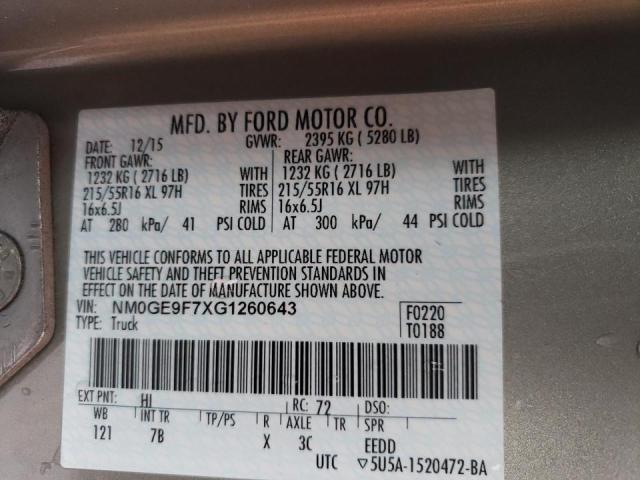 MFD. BY FORD MOTOR CO.
DATE: 12/15 GVWR: 2395 KG ( 5280 LB)
FRONT GAWR: REAR GAWR:
1232 KG ( 2716 LB) WITH 1232 KG ( 2716 LB) WITH
215/55R16 XL 97H TIRES 215/55R16 XL 97H TIRES
16x6.5J RIMS 16x6.5J RIMS
AT 280 kPa/ 41 PSI COLD AT 300 kPa/ 44 PSI COLD
THIS VEHICLE CONFORMS TO ALL APPLICABLE FEDERAL MOTOR
VEHICLE SAFETY AND THEFT PREVENTION STANDARDS IN
EFFECT ON THE DATE OF MANUFACTURE SHOWN ABOVE.
VIN: NM0GE9F7XG1260643 F0220
TYPE: Truck T0188
EXT PNT: HI RC: 72 DSO:
WB INT TR TP/PS R AXLE TR SPR
121 7B X 3C EEDD
UTC ▽5U5A-1520472-BA